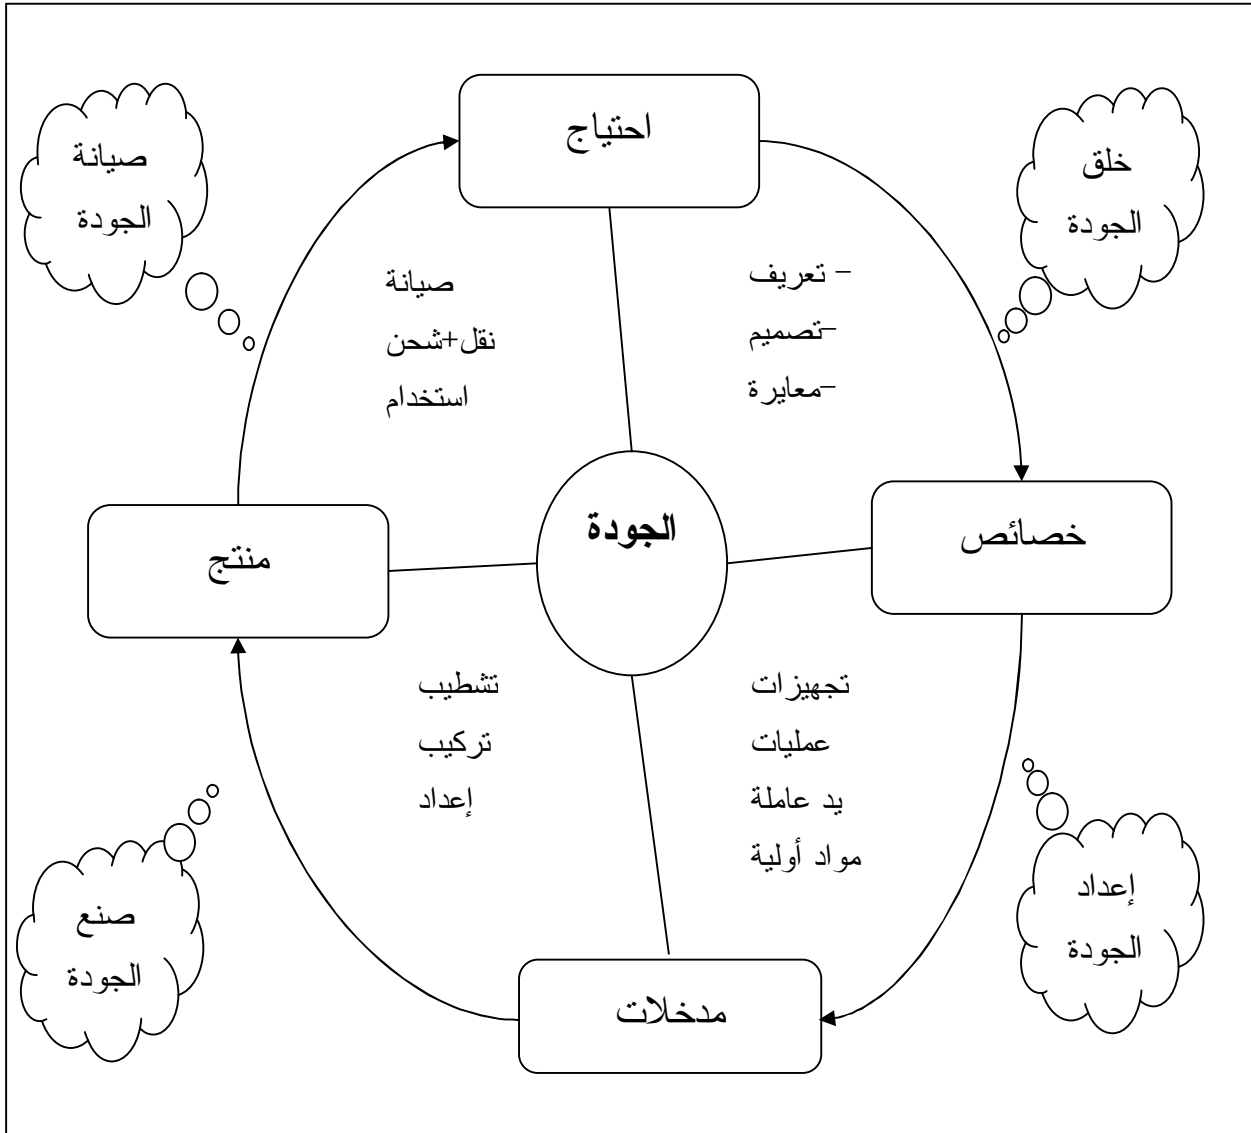 احتياج
خلق
الجودة
صيانة
الجودة
– تعريف
–تصميم
–معايرة
صيانة
نقل+شحن
استخدام
الجودة
خصائص
منتج
تجهيزات
عمليات
يد عاملة
مواد أولية
تشطيب
تركيب
إعداد
إعداد
الجودة
صنع
الجودة
مدخلات